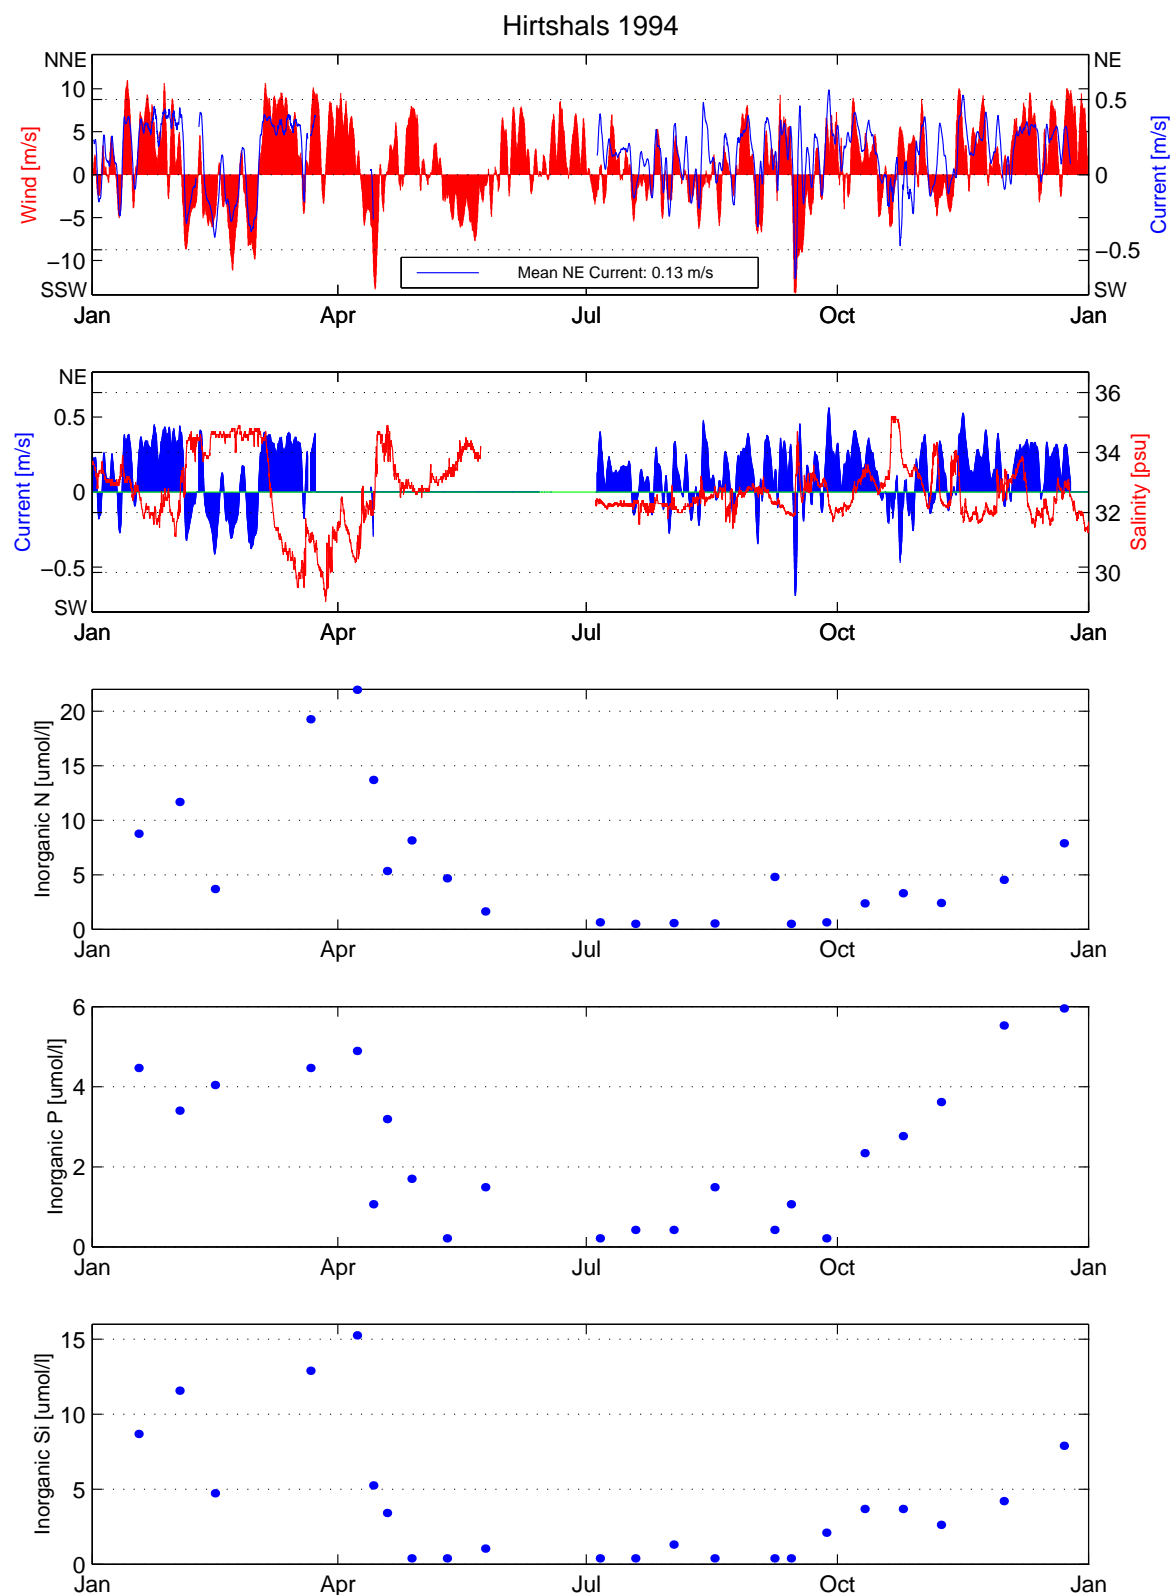 Hirtshals 1994
NNE
NE
10
5
0
−5
−10
SSW
Wind [m/s]
0.5
0
−0.5
SW
Current [m/s]
Mean NE Current: 0.13 m/s
Jan Apr Jul Oct Jan
NE
0.5
0
−0.5
SW
Current [m/s]
36
34
32
30
Salinity [psu]
Jan Apr Jul Oct Jan
20
15
10
5
0
Inorganic N [umol/l]
Jan Apr Jul Oct Jan
6
4
2
0
Inorganic P [umol/l]
Jan Apr Jul Oct Jan
15
10
5
0
Inorganic Si [umol/l]
Jan Apr Jul Oct Jan